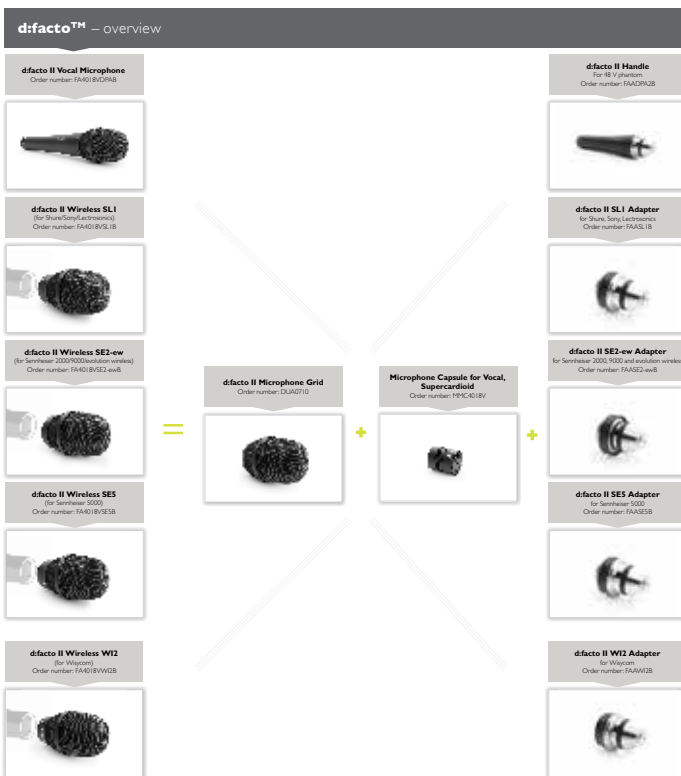 d:facto™ – overview
d:facto II Vocal Microphone
Order number: FA4018VDPAB
d:facto II Wireless SL1
(for Shure/Sony/Lectrosonics)
Order number: FA4018VSL1B
d:facto II Wireless SE2-ew
(for Sennheiser 2000/9000/evolution wireless)
Order number: FA4018VSE2-ewB
d:facto II Wireless SE5
(for Sennheiser 5000)
Order number: FA4018VSE5B
d:facto II Wireless WI2
(for Wisycom)
Order number: FA4018VWI2B
=
d:facto II Microphone Grid
Order number: DUA0710
+
Microphone Capsule for Vocal,
Supercardioid
Order number: MMC4018V
+
d:facto II Handle
For 48 V phantom
Order number: FAADPA2B
d:facto II SL1 Adapter
for Shure, Sony, Lectrosonics
Order number: FAASL1B
d:facto II SE2-ew Adapter
for Sennheiser 2000, 9000 and evolution wireless
Order number: FAASE2-ewB
d:facto II SE5 Adapter
for Sennheiser 5000
Order number: FAASE5B
d:facto II WI2 Adapter
for Wisycom
Order number: FAAWI2B